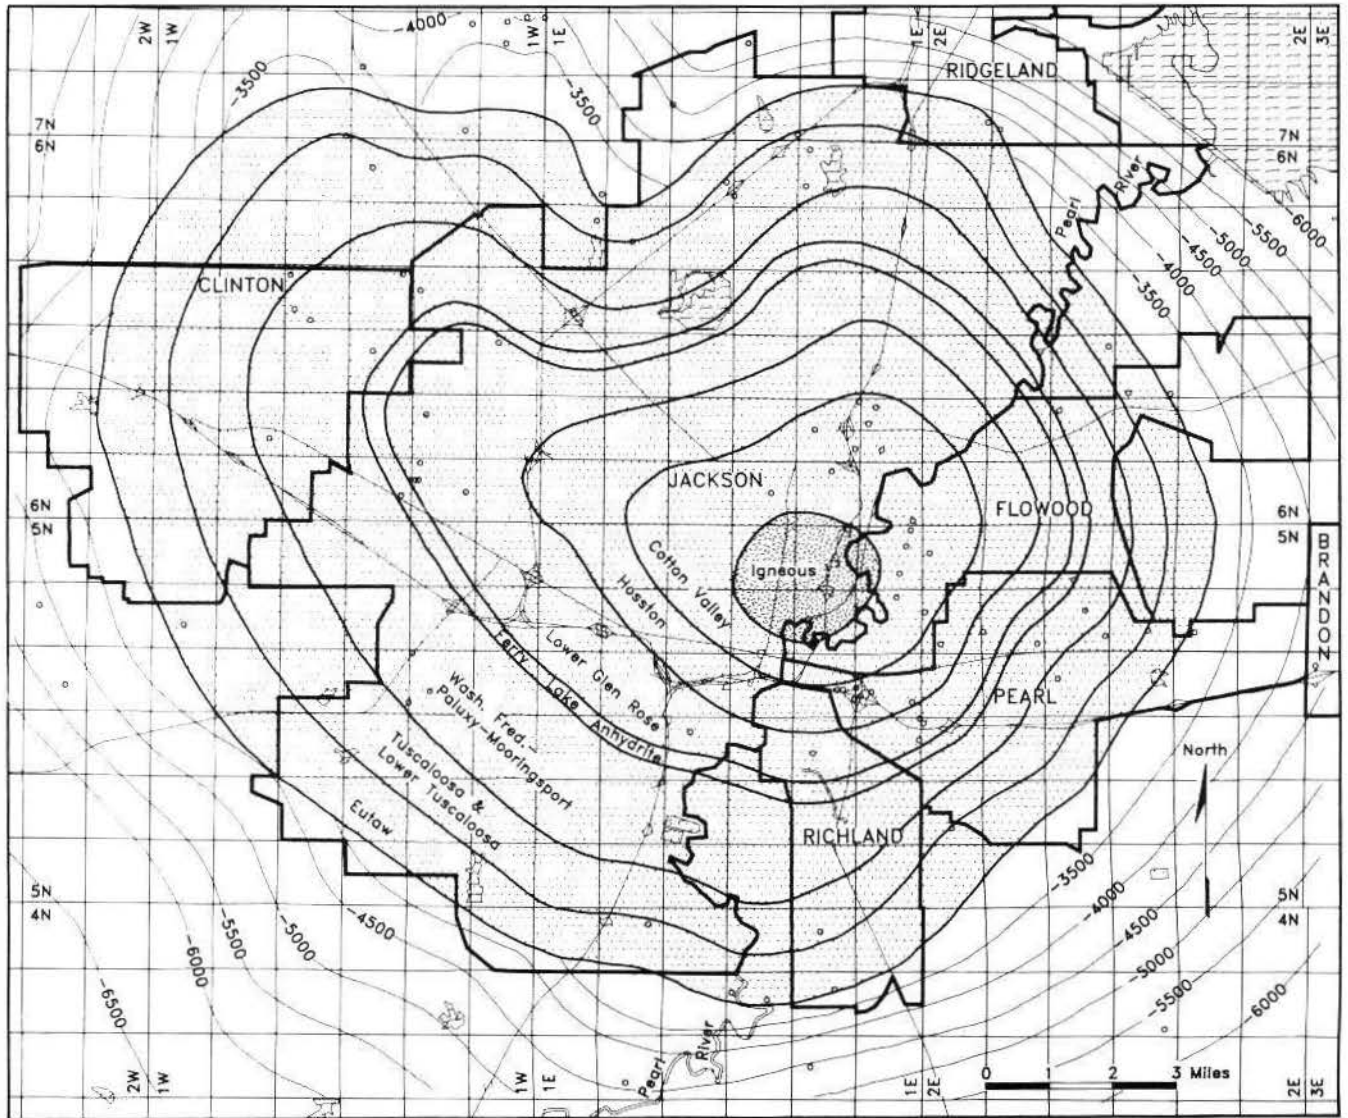 2W
1W
-4000
1W
1E
1E
2E
2E
3E
-3500
-3500
RIDGELAND
7N
6N
7N
6N
Pearl
River
-6000
-5500
-5000
-4500
-4000
-3500
CLINTON
JACKSON
FLOWOOD
6N
5N
6N
5N
BRANDON
Igneous
Cotton Valley
Hosston
Lower Glen Rose
Ferry Lake Anhydrite
Wash. Fred.-
Paluxy-Mooringsport
Tuscaloosa &
Lower Tuscaloosa
Eutaw
PEARL
North
RICHLAND
5N
4N
5N
4N
-3500
-4000
-4500
-5000
-5500
-6000
-4500
-5000
-5500
-6000
-6500
Pearl
River
2W
1W
1W
1E
1E
2E
2E
3E
0 1 2 3 Miles